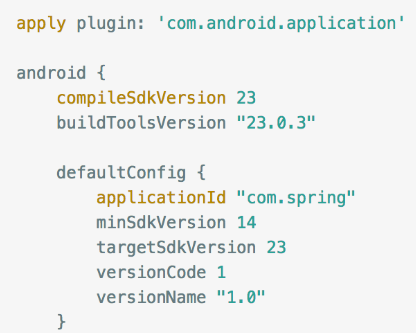 apply plugin: 'com.android.application'
android {
compileSdkVersion 23
buildToolsVersion "23.0.3"
defaultConfig {
applicationId "com.spring"
minSdkVersion 14
targetSdkVersion 23
versionCode 1
versionName "1.0"
}